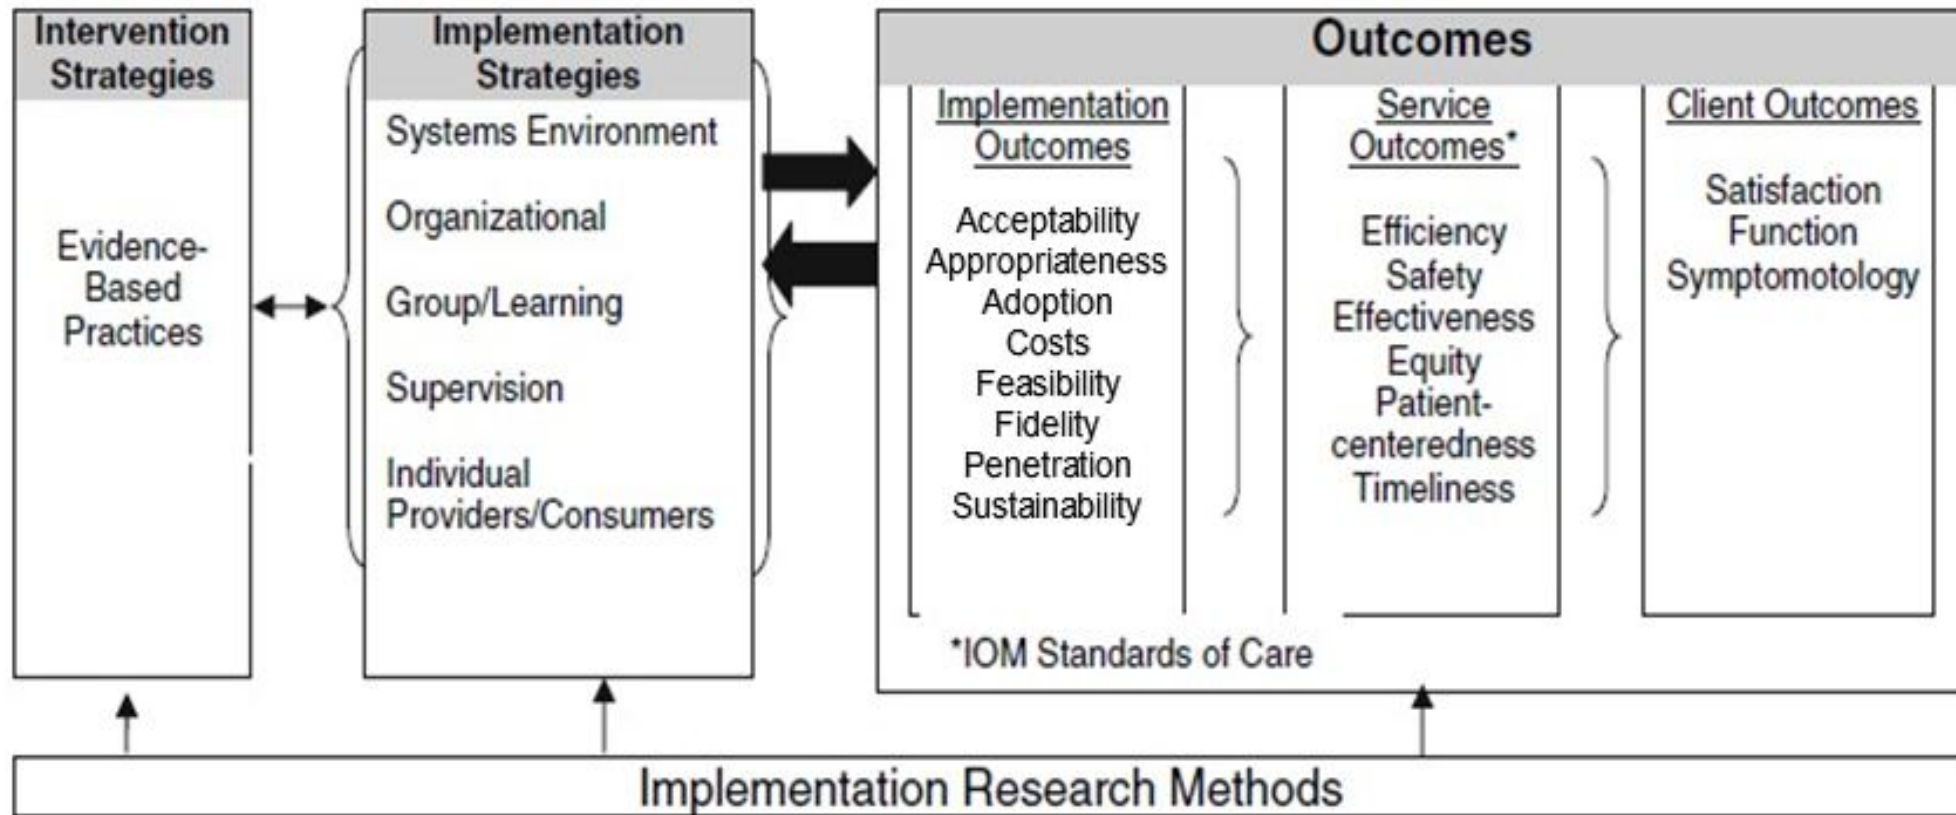 Intervention
Strategies
Evidence-
Based
Practices
Implementation
Strategies
Systems Environment
Organizational
Group/Learning
Supervision
Individual
Providers/Consumers
Outcomes
Implementation
Outcomes
Acceptability
Appropriateness
Adoption
Costs
Feasibility
Fidelity
Penetration
Sustainability
Service
Outcomes*
Efficiency
Safety
Effectiveness
Equity
Patient-
centeredness
Timeliness
Client Outcomes
Satisfaction
Function
Symptomotology
*IOM Standards of Care
Implementation Research Methods